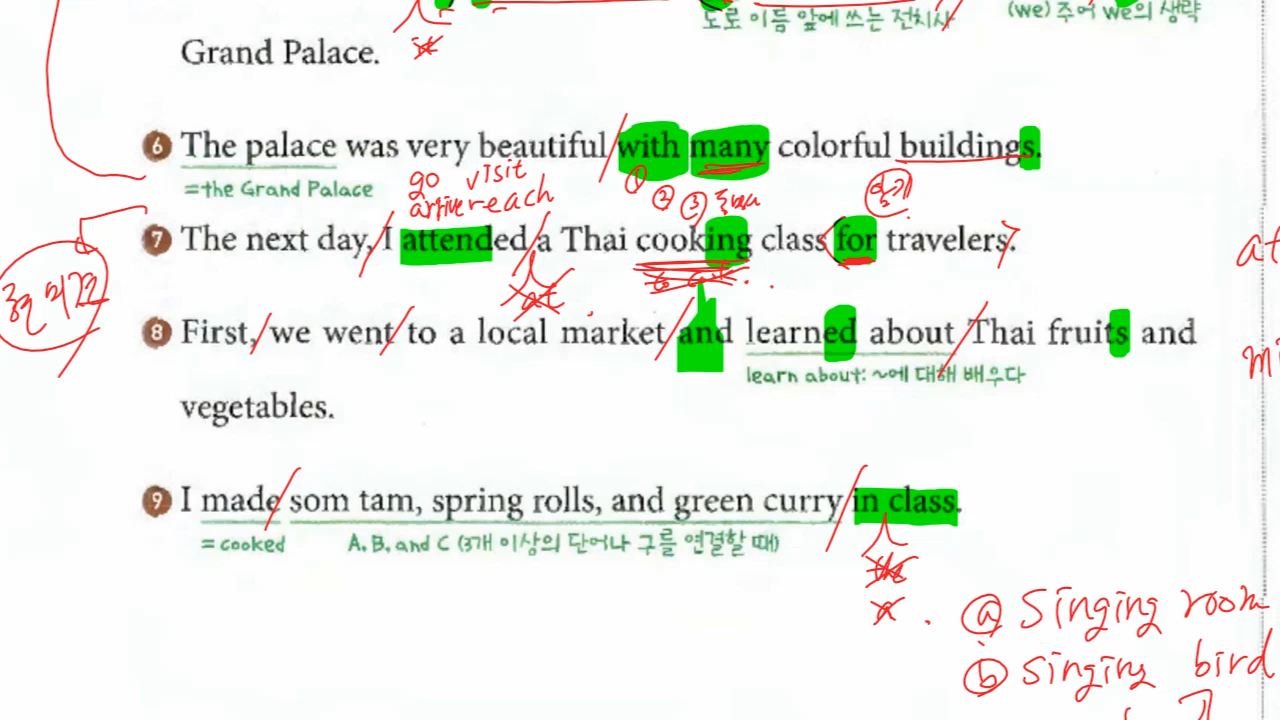 도로 이름 앞에 쓰는 전치사
(we) 주어 we의 생략
Grand Palace.
6 The palace was very beautiful with many colorful buildings.
=the Grand Palace
go visit
arrive reach
① ② ③
7 The next day, I attended a Thai cooking class for travelers.
at
8 First, we went to a local market and learned about Thai fruits and
learn about: ~에 대해 배우다
vegetables.
9 I made som tam, spring rolls, and green curry in class.
= cooked
A, B, and C (3개 이상의 단어나 구를 연결할 때)
the
a
ⓐ Singing room
ⓑ Singing bird